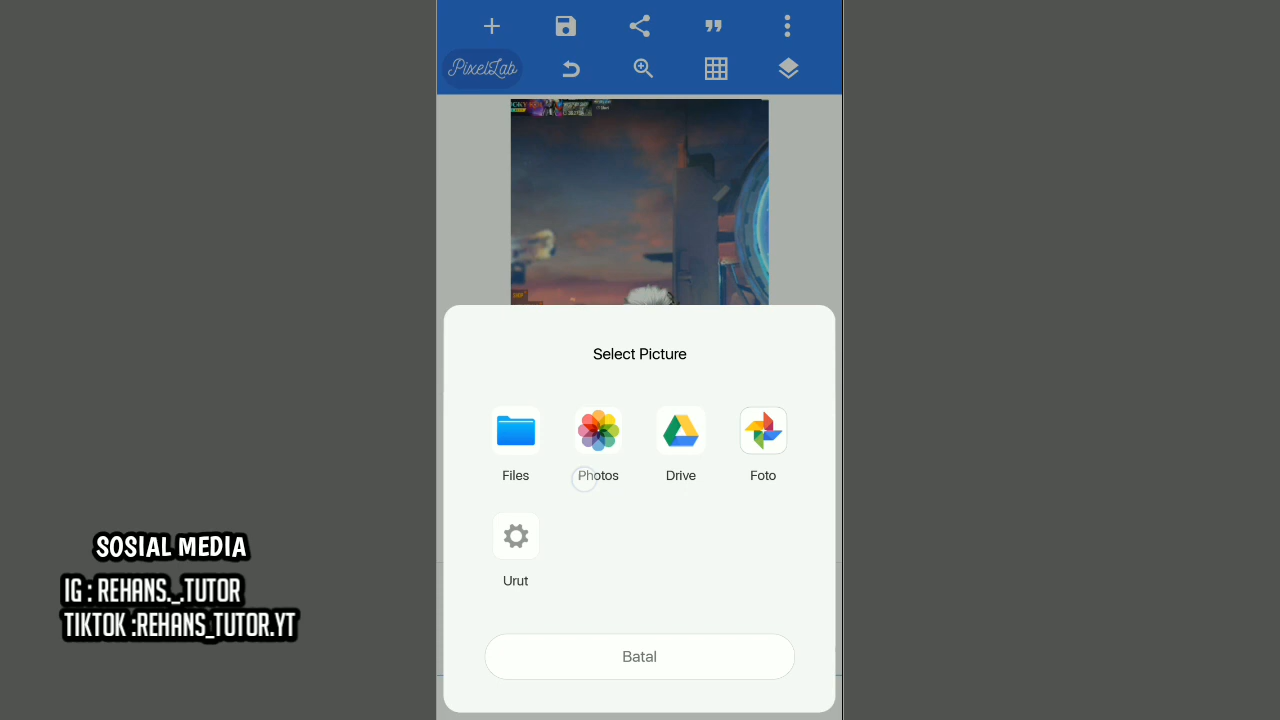 PixelLab
Select Picture
Files
Photos
Drive
Foto
Urut
Batal
SOSIAL MEDIA
IG : REHANS._.TUTOR
TIKTOK :REHANS_TUTOR.YT